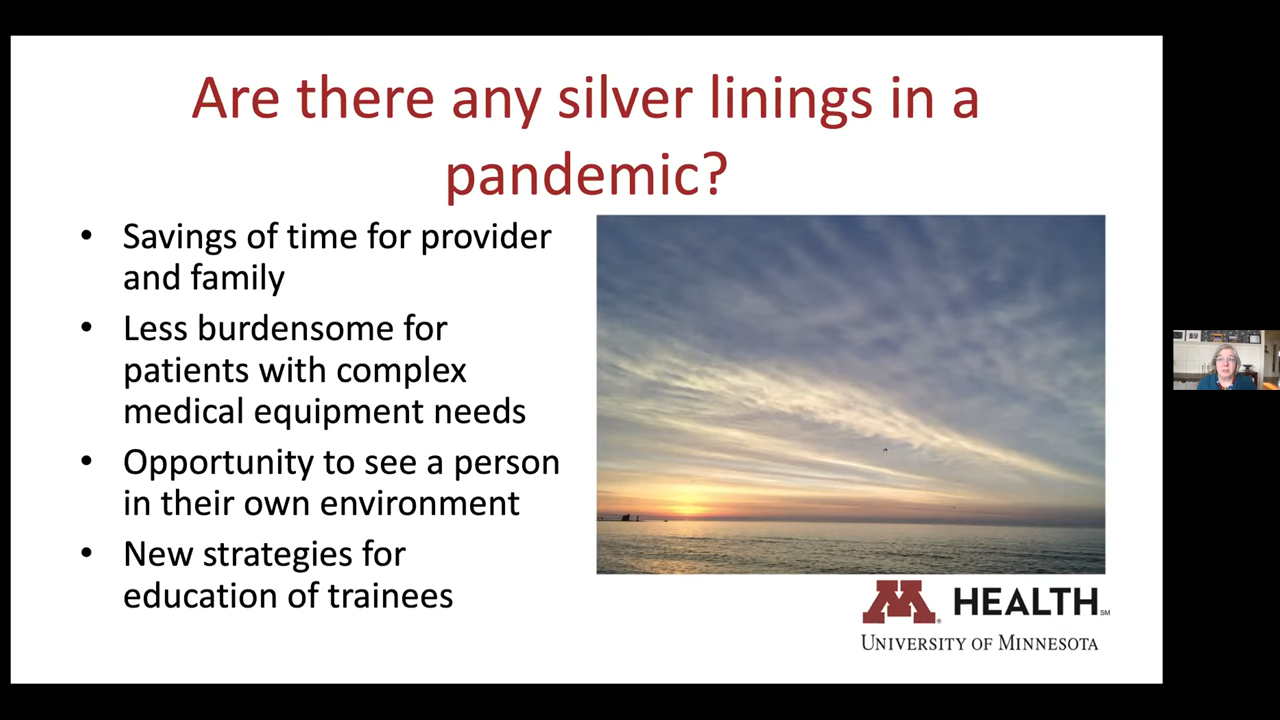 Are there any silver linings in a
pandemic?
• Savings of time for provider
and family
• Less burdensome for
patients with complex
medical equipment needs
• Opportunity to see a person
in their own environment
• New strategies for
education of trainees
M® HEALTH SM
UNIVERSITY OF MINNESOTA